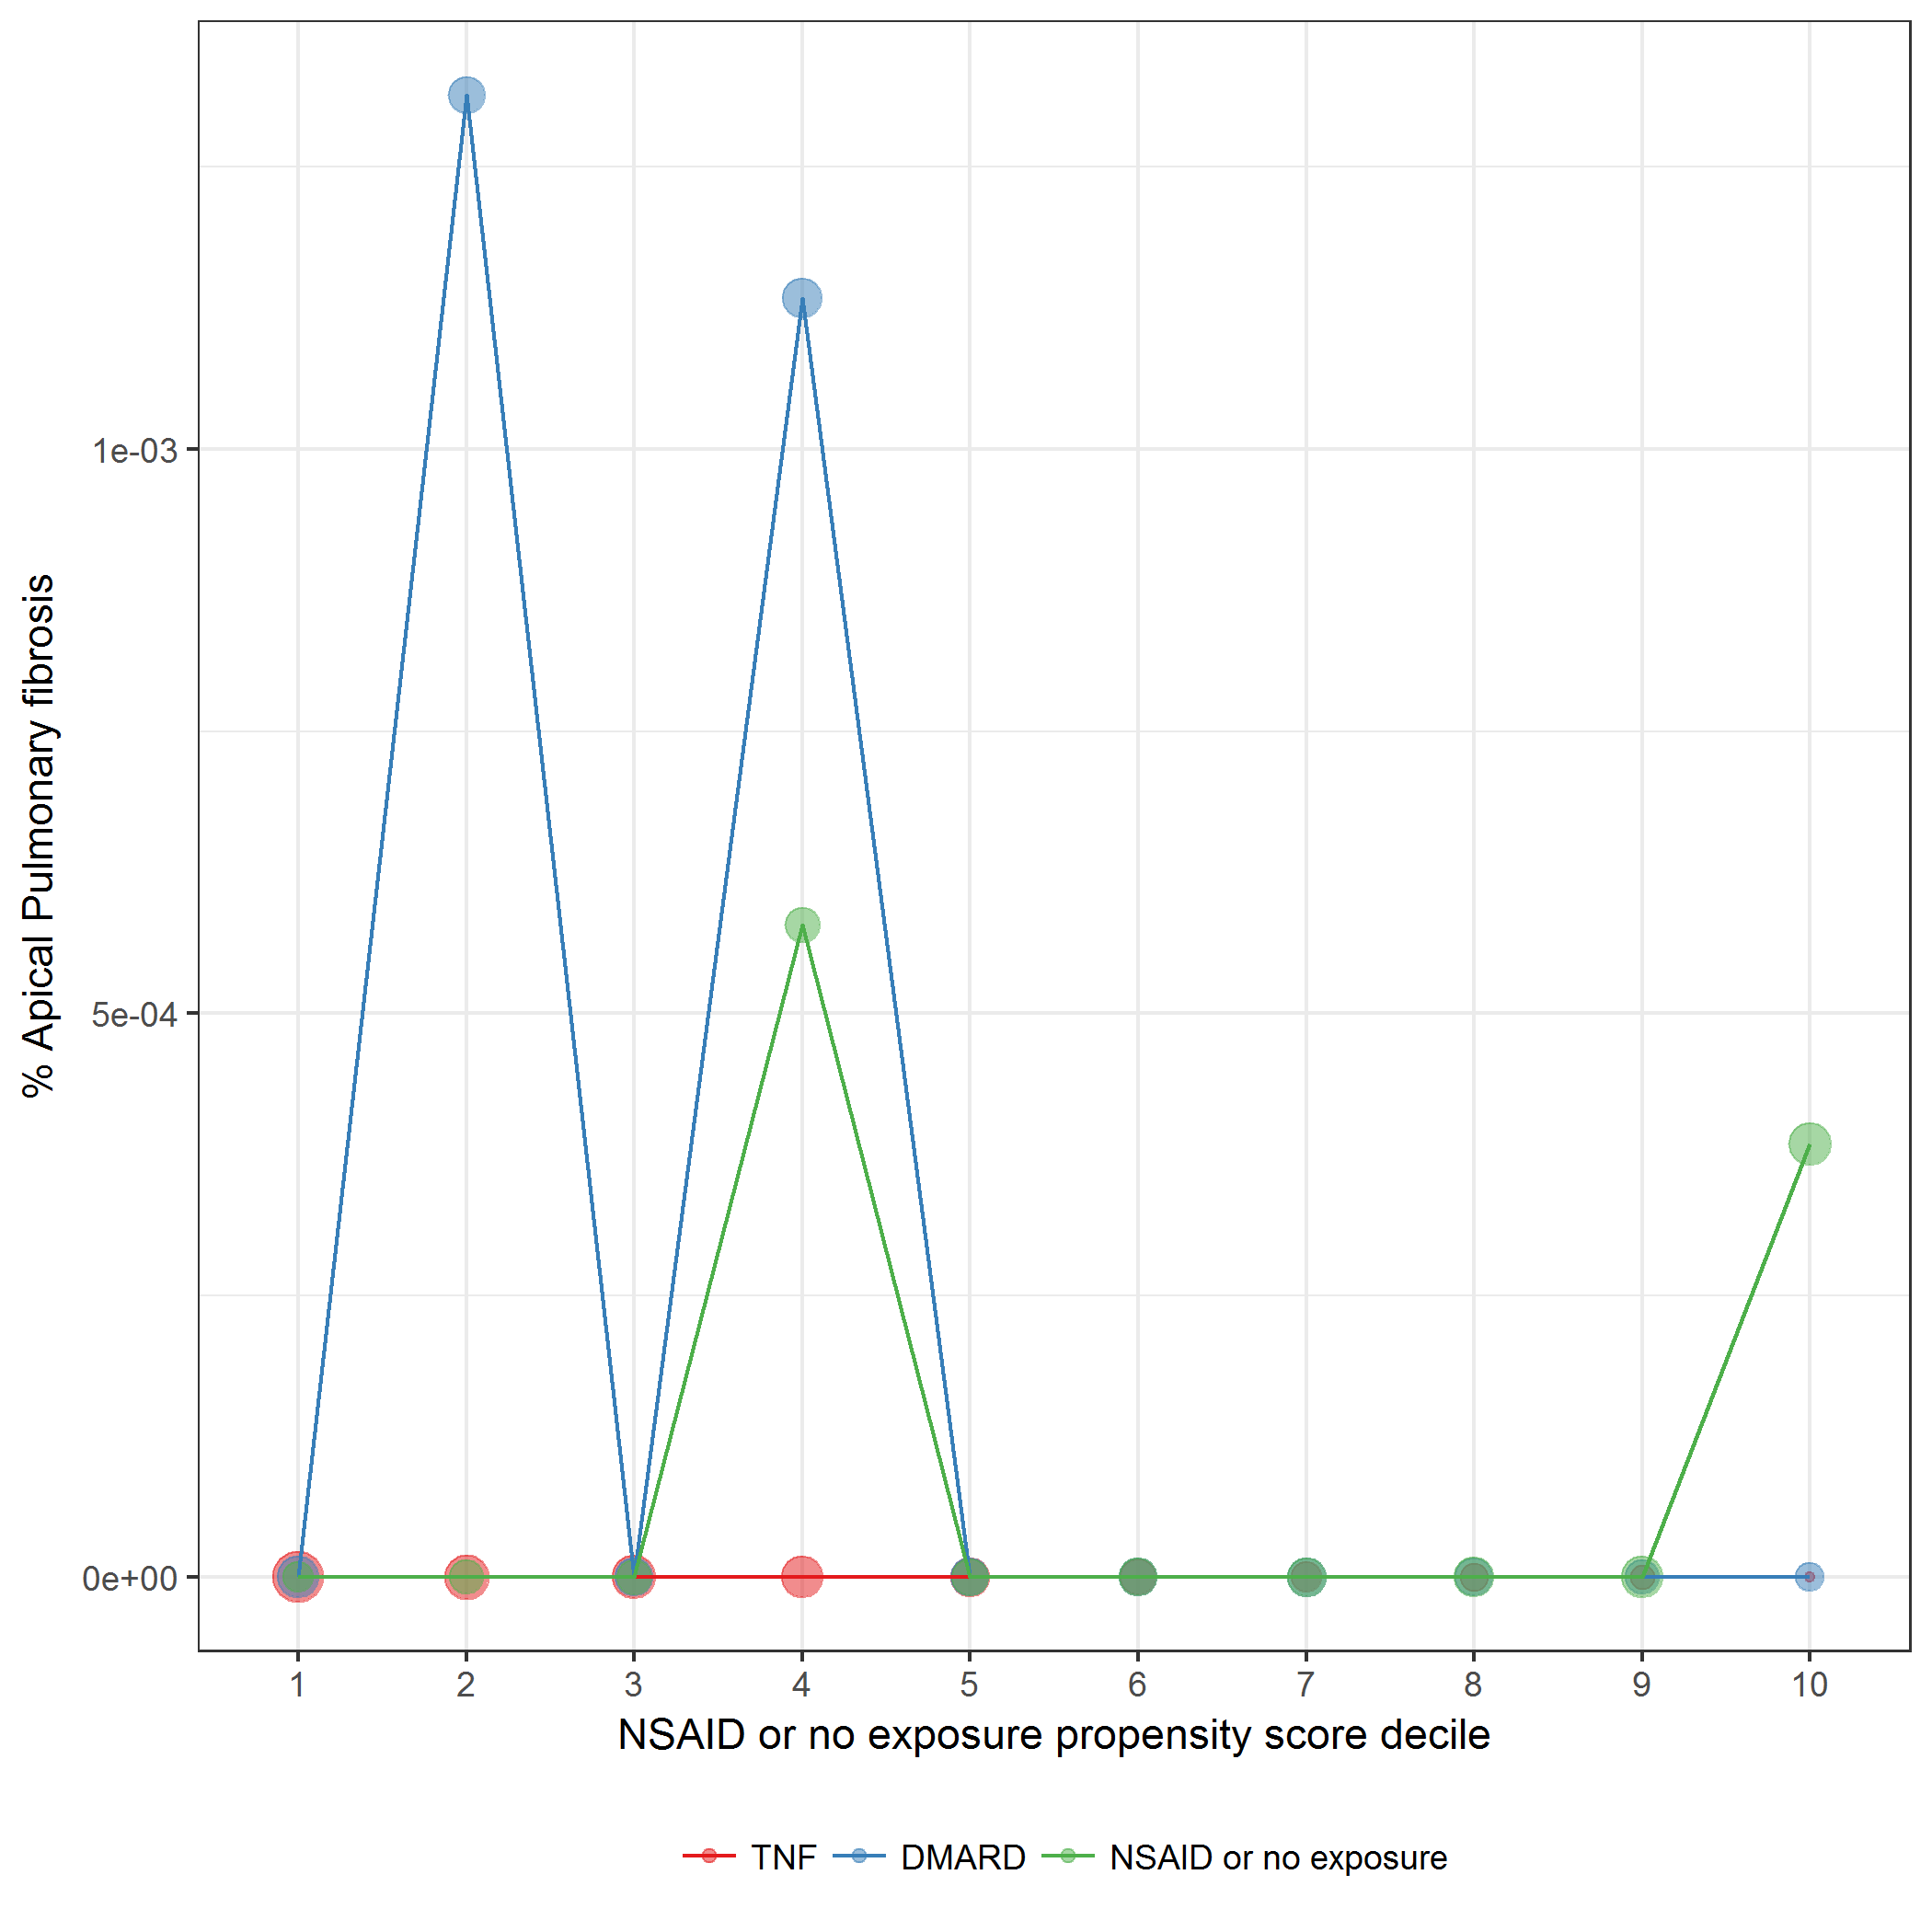 % Apical Pulmonary fibrosis
1e-03
5e-04
0e+00
1 2 3 4 5 6 7 8 9 10
NSAID or no exposure propensity score decile
TNF DMARD NSAID or no exposure